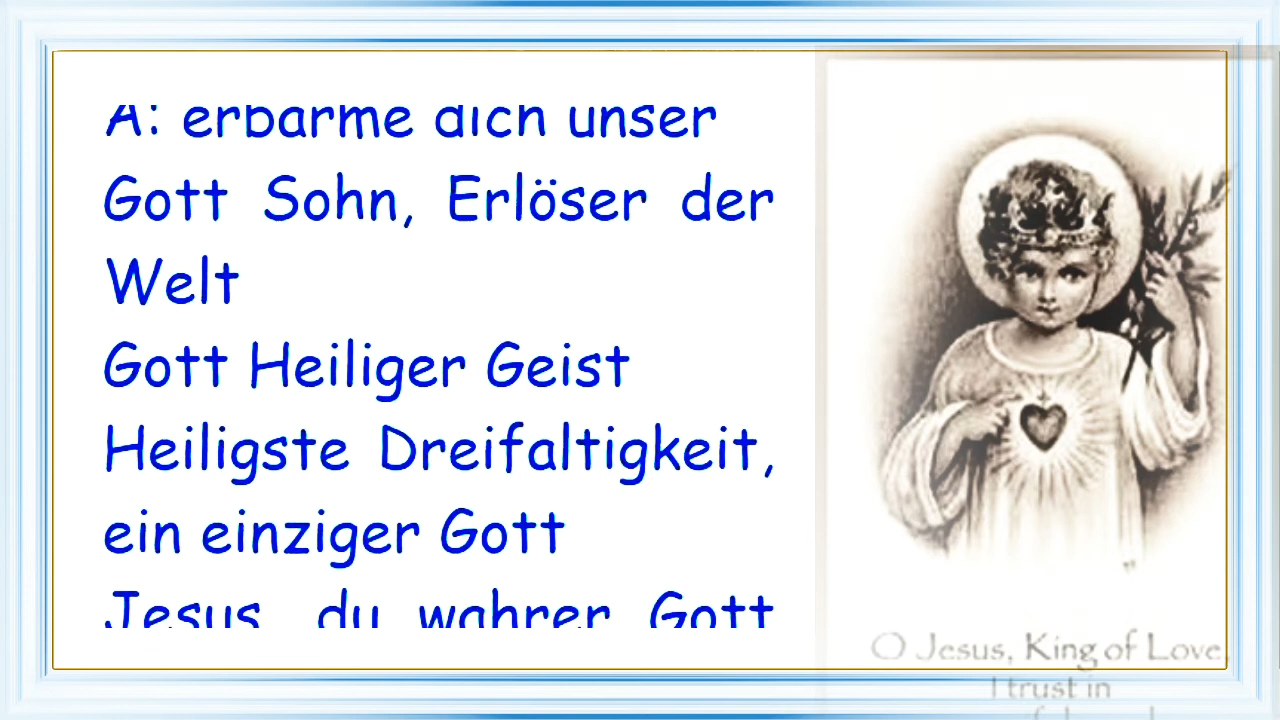 A: erbarme dich unser
Gott Sohn, Erlöser der
Welt
Gott Heiliger Geist
Heiligste Dreifaltigkeit,
ein einziger Gott
Jesus, du wahrer Gott
O Jesus, King of Love,
I trust in